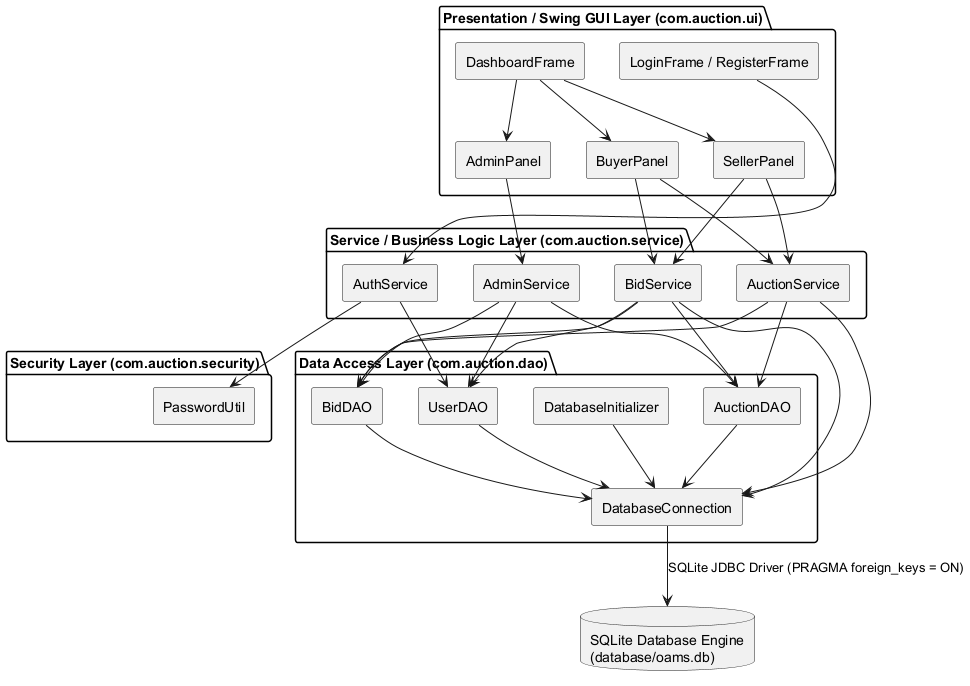 Presentation / Swing GUI Layer (com.auction.ui)
DashboardFrame
LoginFrame / RegisterFrame
AdminPanel
BuyerPanel
SellerPanel
Service / Business Logic Layer (com.auction.service)
AuthService
AdminService
BidService
AuctionService
Security Layer (com.auction.security)
PasswordUtil
Data Access Layer (com.auction.dao)
BidDAO
UserDAO
DatabaseInitializer
AuctionDAO
DatabaseConnection
SQLite JDBC Driver (PRAGMA foreign_keys = ON)
SQLite Database Engine
(database/oams.db)